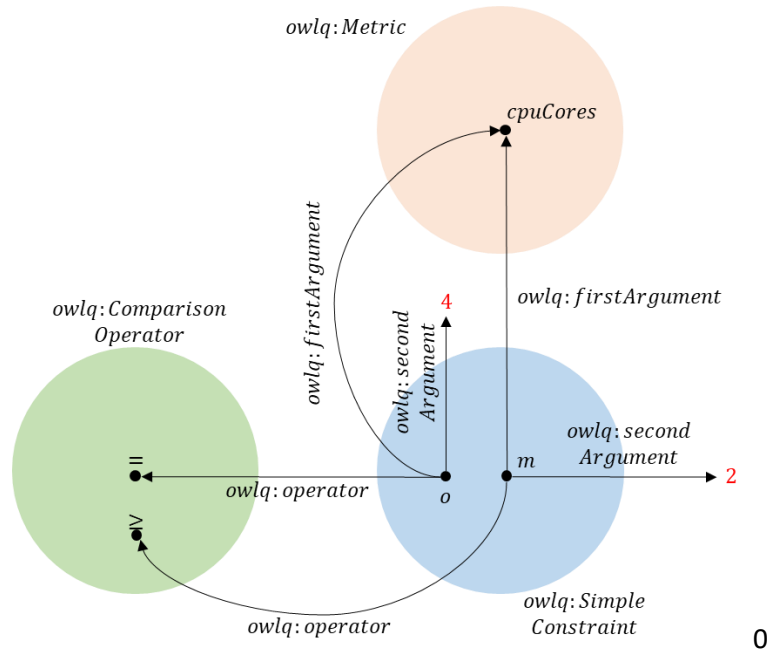 owlq:Metric
cpuCores
owlq:firstArgument
owlq:Comparison
Operator
4
owlq:second
Argument
owlq:firstArgument
owlq:second
Argument
=
m
2
owlq:operator
o
≥
owlq:operator
owlq:Simple
Constraint
0